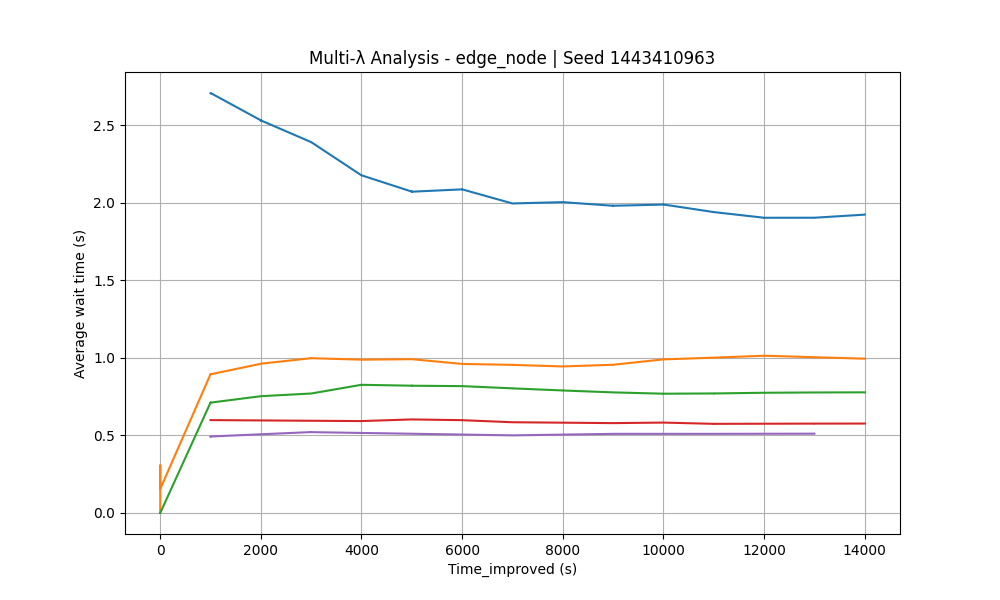 Multi-λ Analysis - edge_node | Seed 1443410963
Average wait time (s)
2.5
2.0
1.5
1.0
0.5
0.0
0 2000 4000 6000 8000 10000 12000 14000
Time_improved (s)